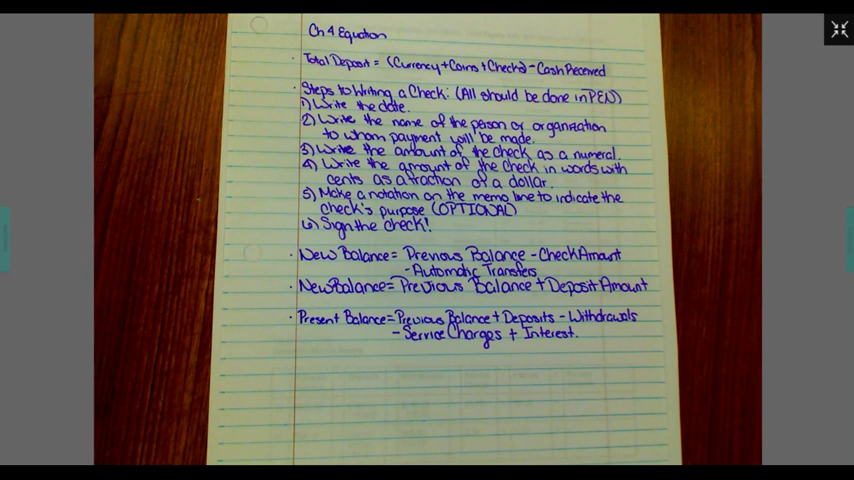 Ch 4 Equation
· Total Deposit = (Currency + Coins + Checks) - Cash Received
· Steps to Writing a Check: (All should be done in PEN)
1) Write the date.
2) Write the name of the person or organization
to whom payment will be made.
3) Write the amount of the check as a numeral.
4) Write the amount of the check in words with
cents as a fraction of a dollar.
5) Make a notation on the memo line to indicate the
check's purpose (OPTIONAL)
6) Sign the check!
· New Balance = Previous Balance - Check Amount
- Automatic Transfers
· New Balance = Previous Balance + Deposit Amount
· Present Balance = Previous Balance + Deposits - Withdrawals
- Service Charges + Interest.